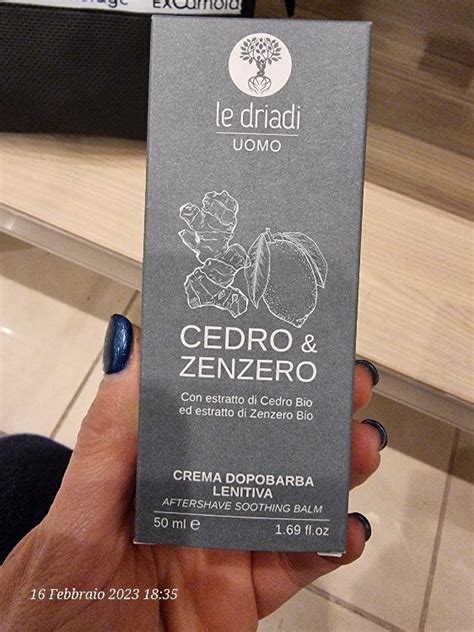 le driadi
UOMO
CEDRO &
ZENZERO
Con estratto di Cedro Bio
ed estratto di Zenzero Bio
CREMA DOPOBARBA
LENITIVA
AFTERSHAVE SOOTHING BALM
50 ml ℮ 1.69 fl.oz
16 Febbraio 2023 18:35